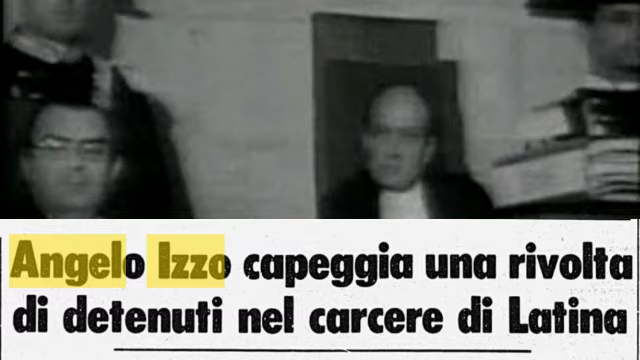 Angelo Izzo capeggia una rivolta
di detenuti nel carcere di Latina